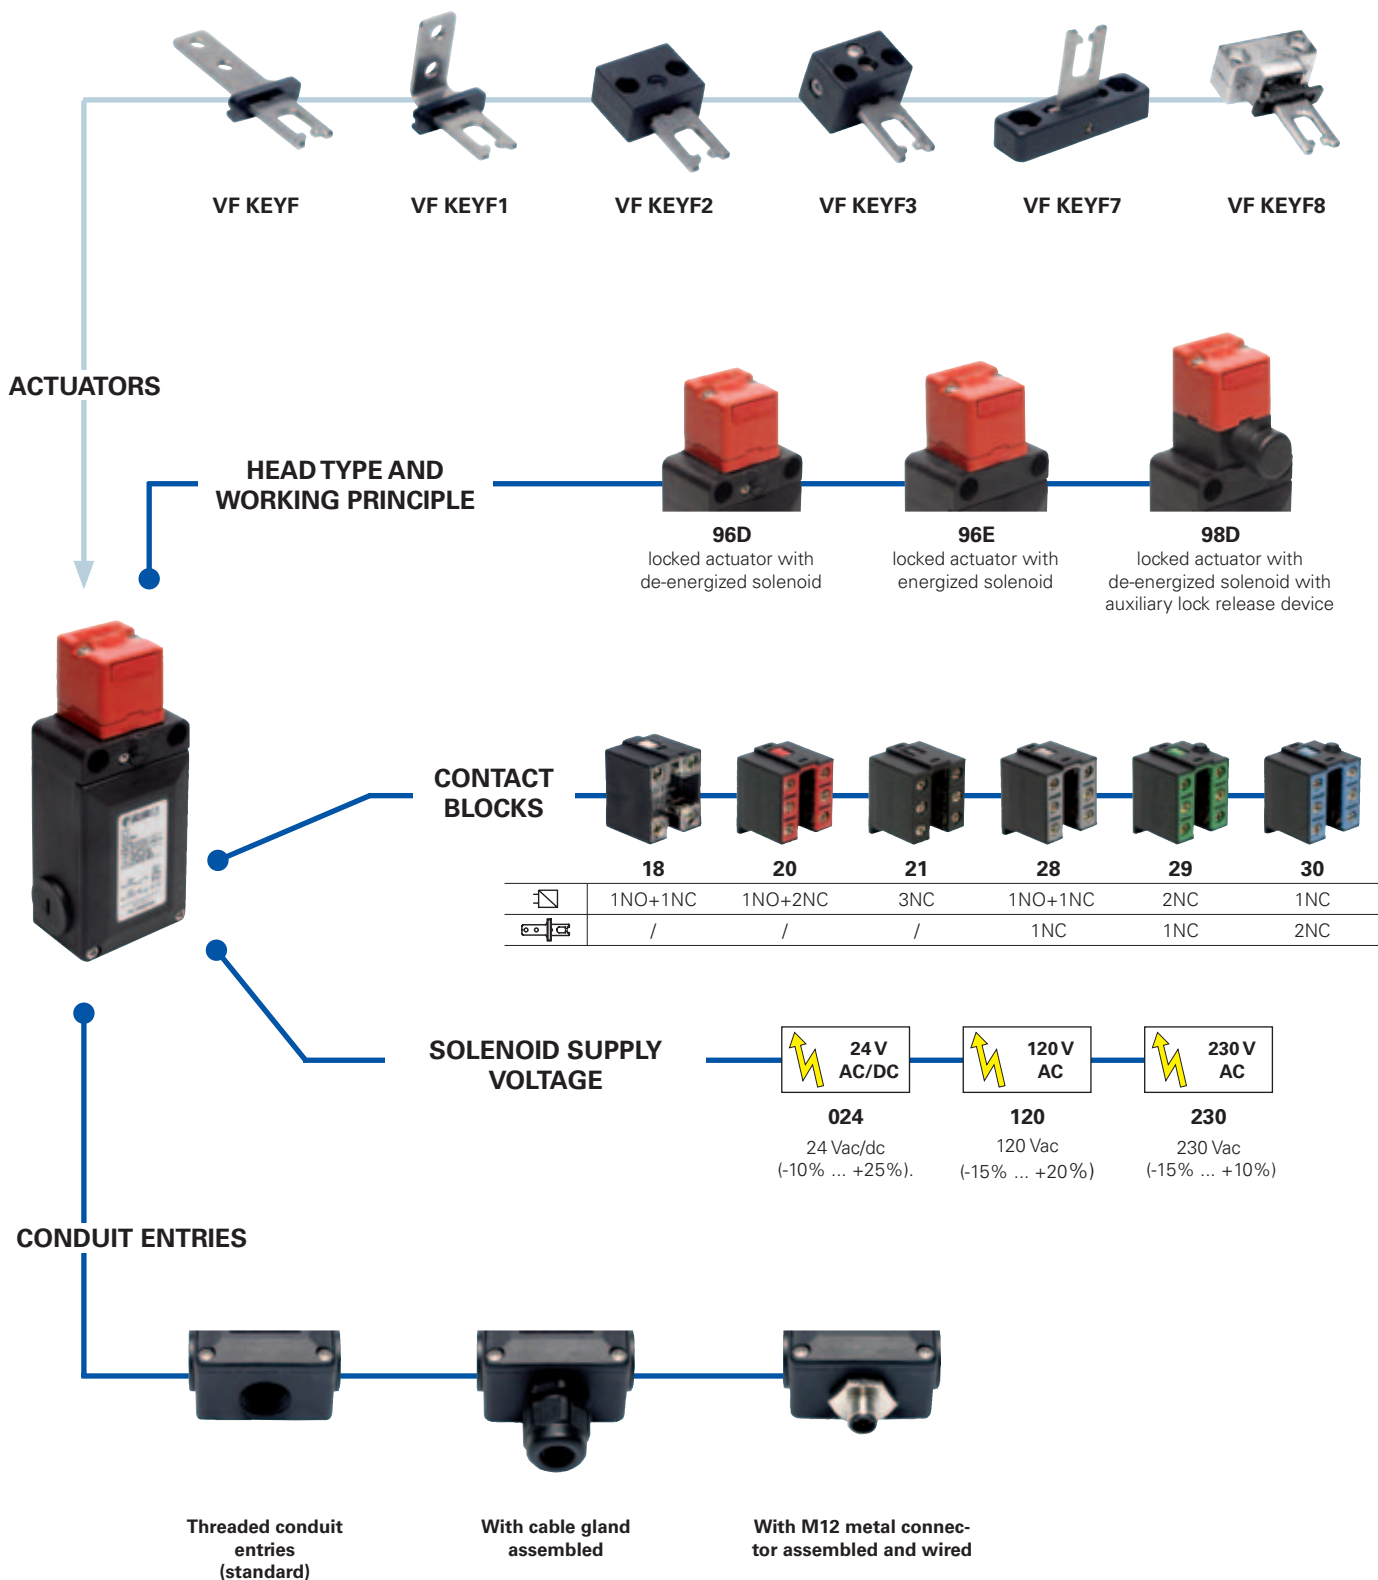 VF KEYF VF KEYF1 VF KEYF2 VF KEYF3 VF KEYF7 VF KEYF8
ACTUATORS
HEAD TYPE AND
WORKING PRINCIPLE
96D
locked actuator with
de-energized solenoid
96E
locked actuator with
energized solenoid
98D
locked actuator with
de-energized solenoid with
auxiliary lock release device
CONTACT
BLOCKS
18 20 21 28 29 30
1NO+1NC 1NO+2NC 3NC 1NO+1NC 2NC 1NC
/ / / 1NC 1NC 2NC
SOLENOID SUPPLY
VOLTAGE
24 V
AC/DC
120 V
AC
230 V
AC
024
24 Vac/dc
(-10% ... +25%).
120
120 Vac
(-15% ... +20%)
230
230 Vac
(-15% ... +10%)
CONDUIT ENTRIES
Threaded conduit
entries
(standard)
With cable gland
assembled
With M12 metal connec-
tor assembled and wired